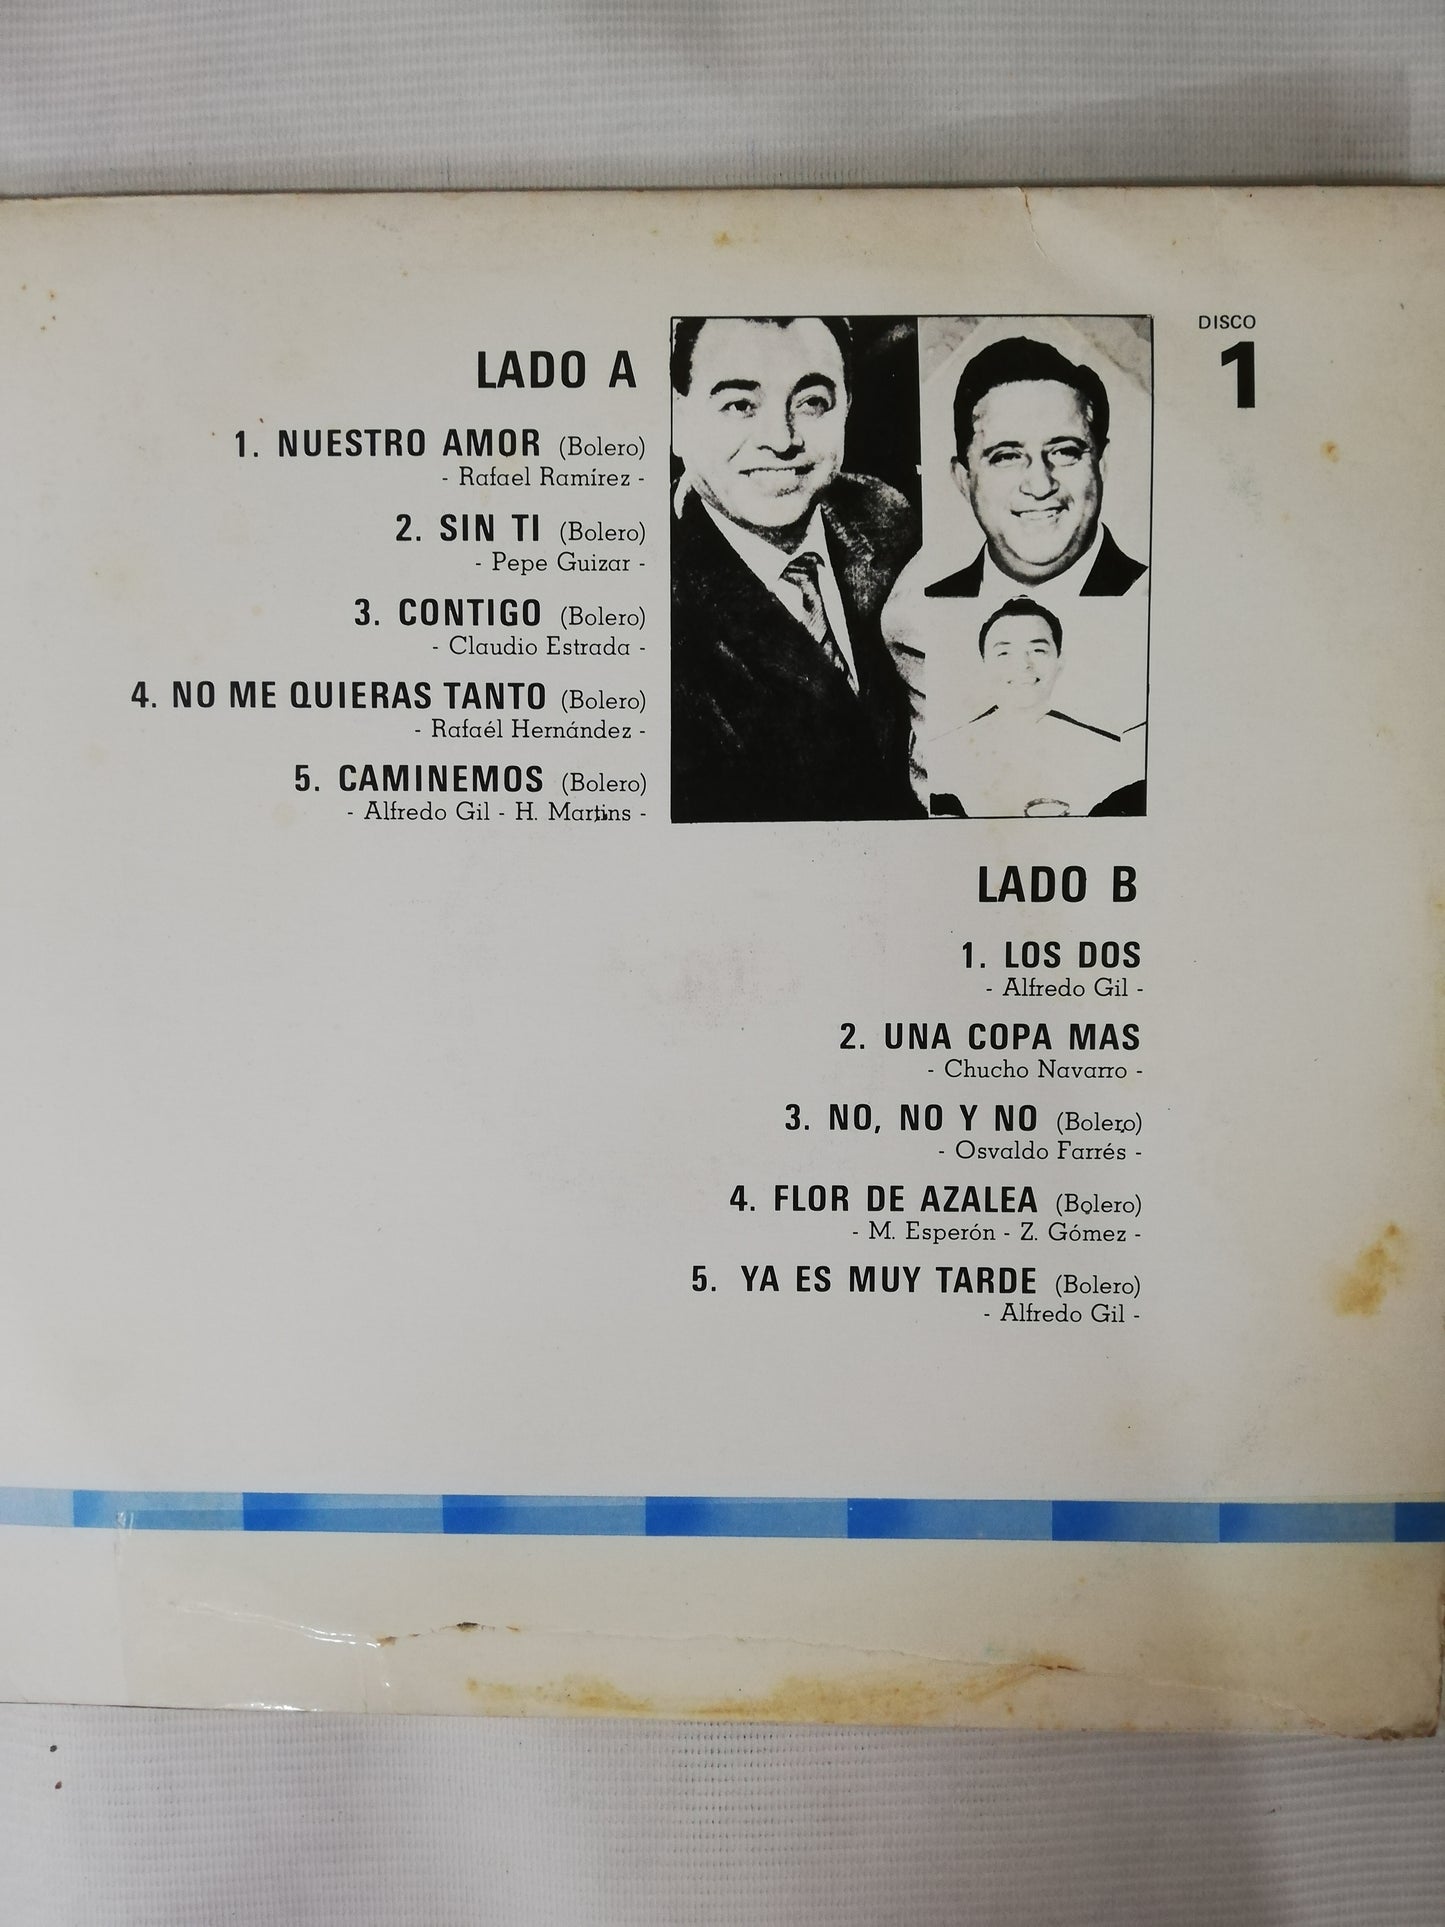 DISCO
1
LADO A
1. NUESTRO AMOR (Bolero)
- Rafael Ramírez -
2. SIN TI (Bolero)
- Pepe Guizar -
3. CONTIGO (Bolero)
- Claudio Estrada -
4. NO ME QUIERAS TANTO (Bolero)
- Rafaél Hernández -
5. CAMINEMOS (Bolero)
- Alfredo Gil - H. Martins -
LADO B
1. LOS DOS
- Alfredo Gil -
2. UNA COPA MAS
- Chucho Navarro -
3. NO, NO Y NO (Bolero)
- Osvaldo Farrés -
4. FLOR DE AZALEA (Bolero)
- M. Esperón - Z. Gómez -
5. YA ES MUY TARDE (Bolero)
- Alfredo Gil -